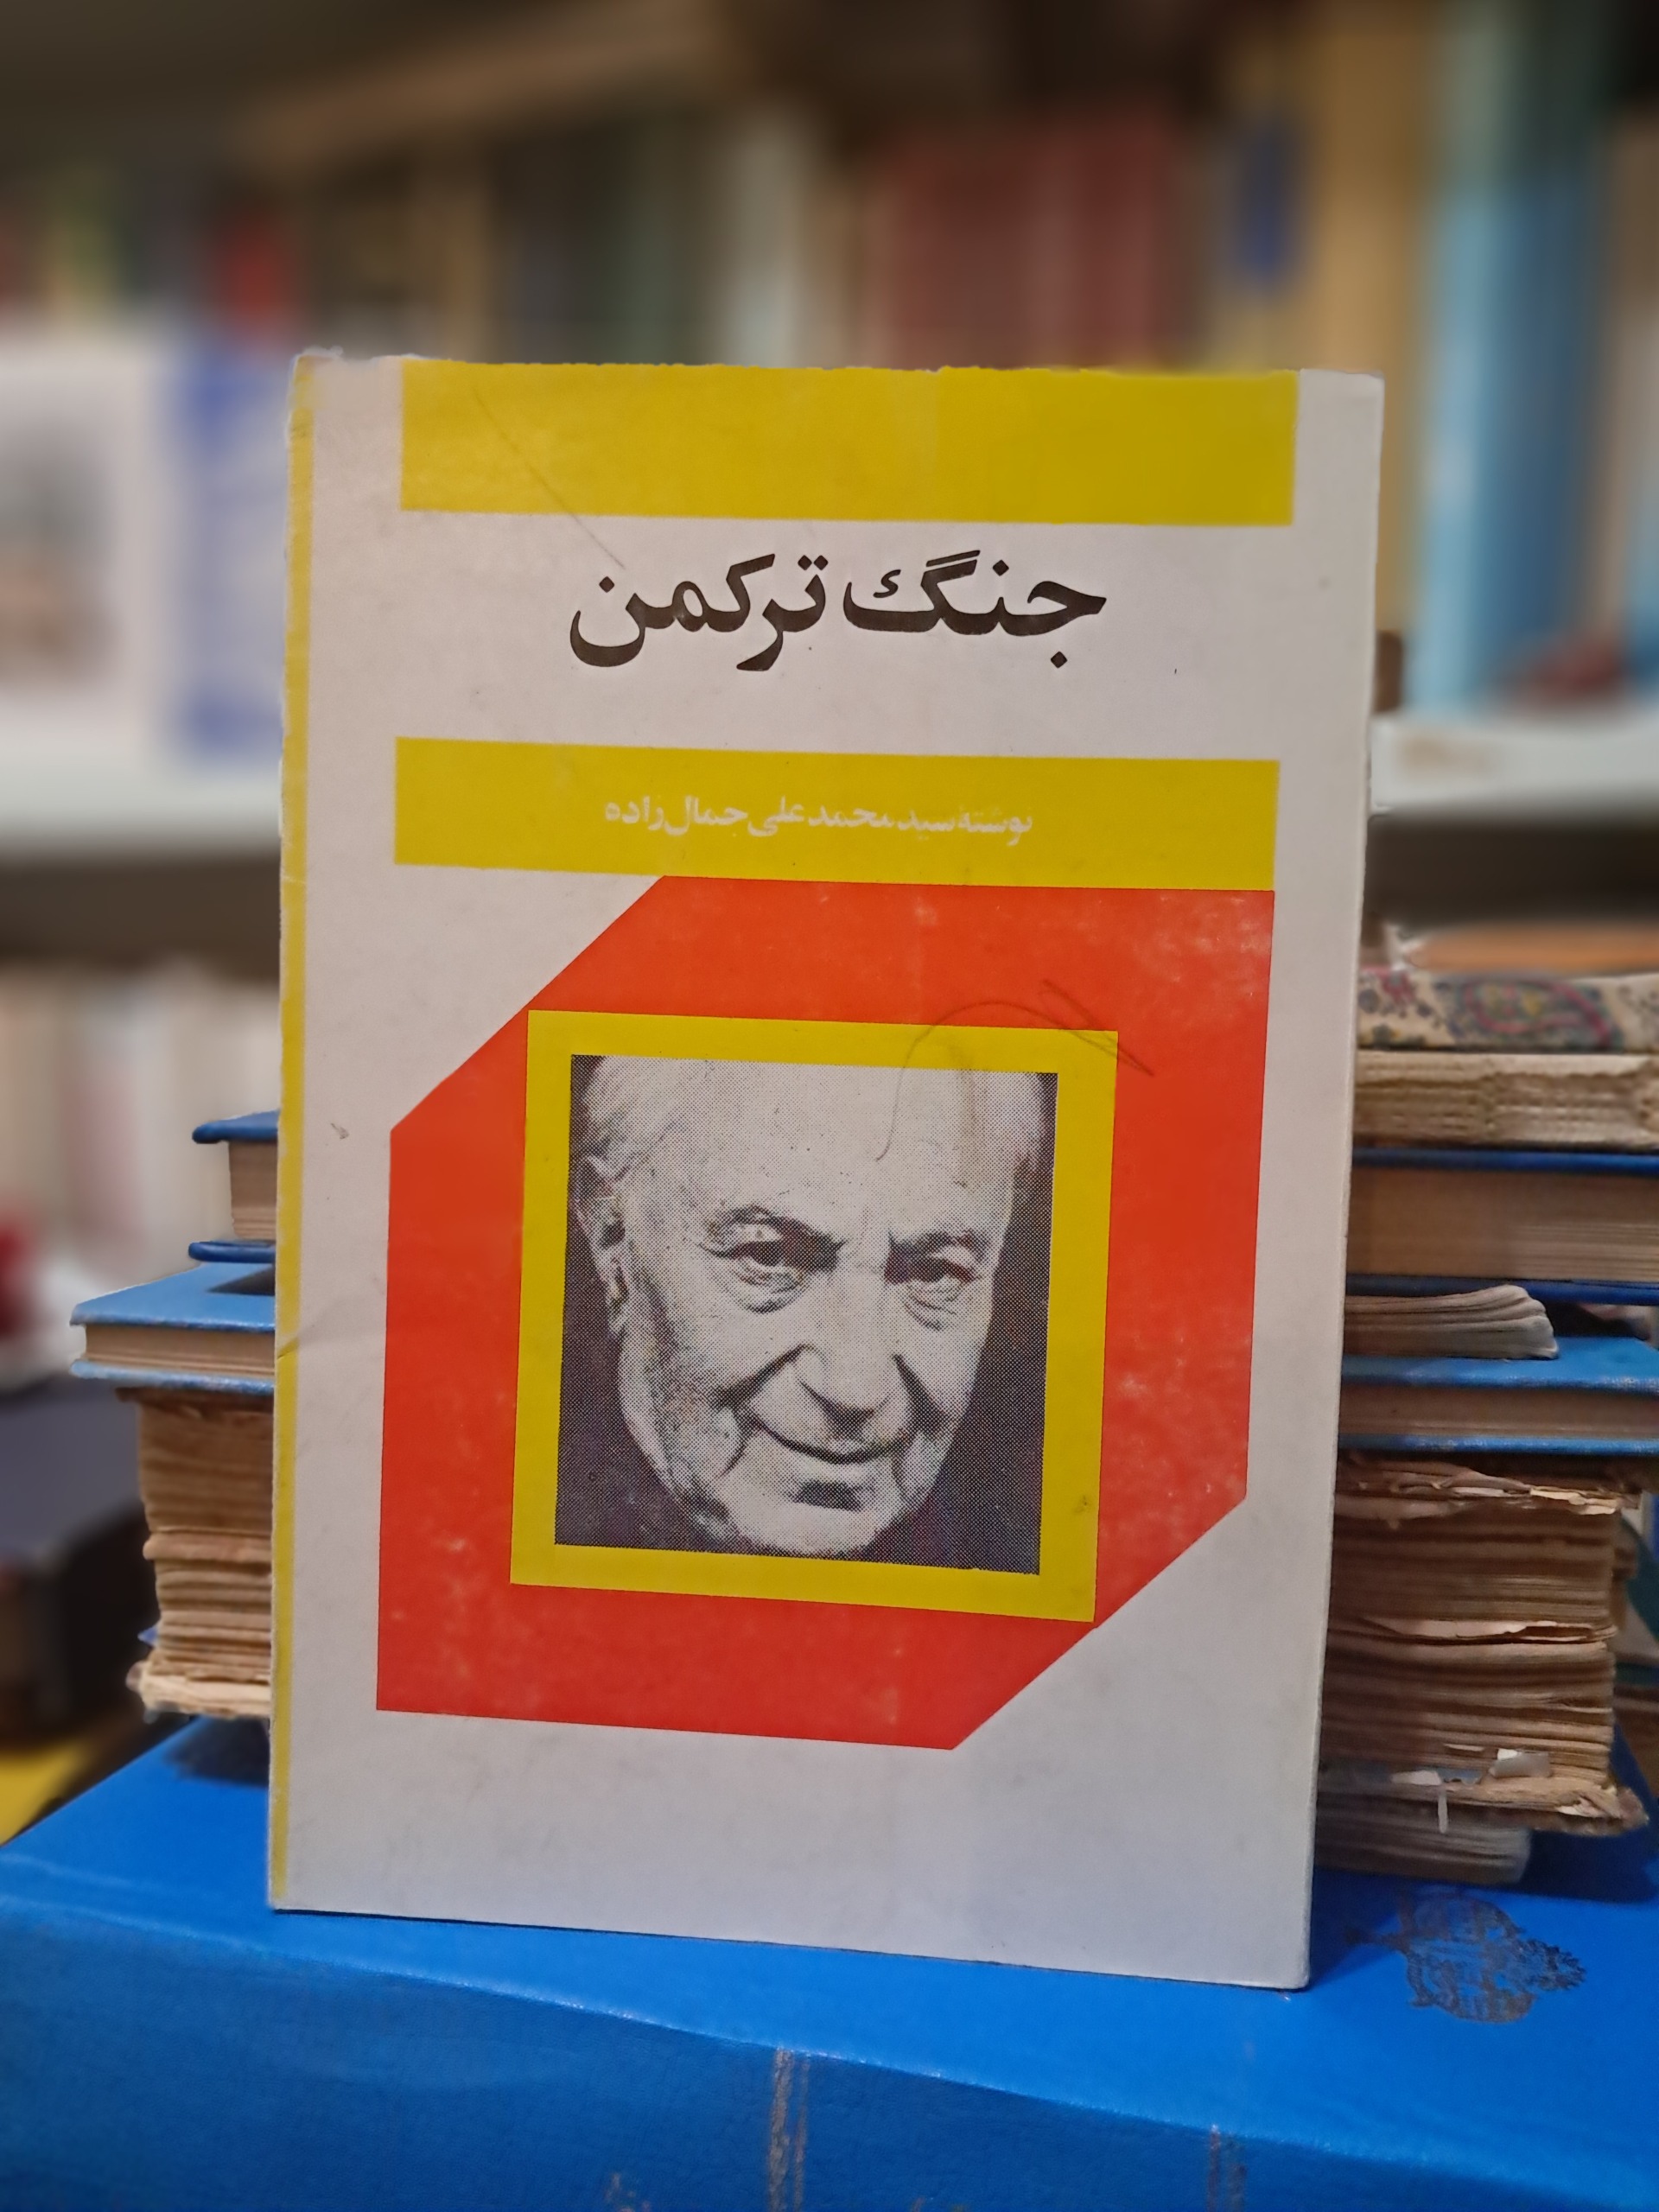 جنگ ترکمن
نوشتهٔ سید محمد علی جمال زاده